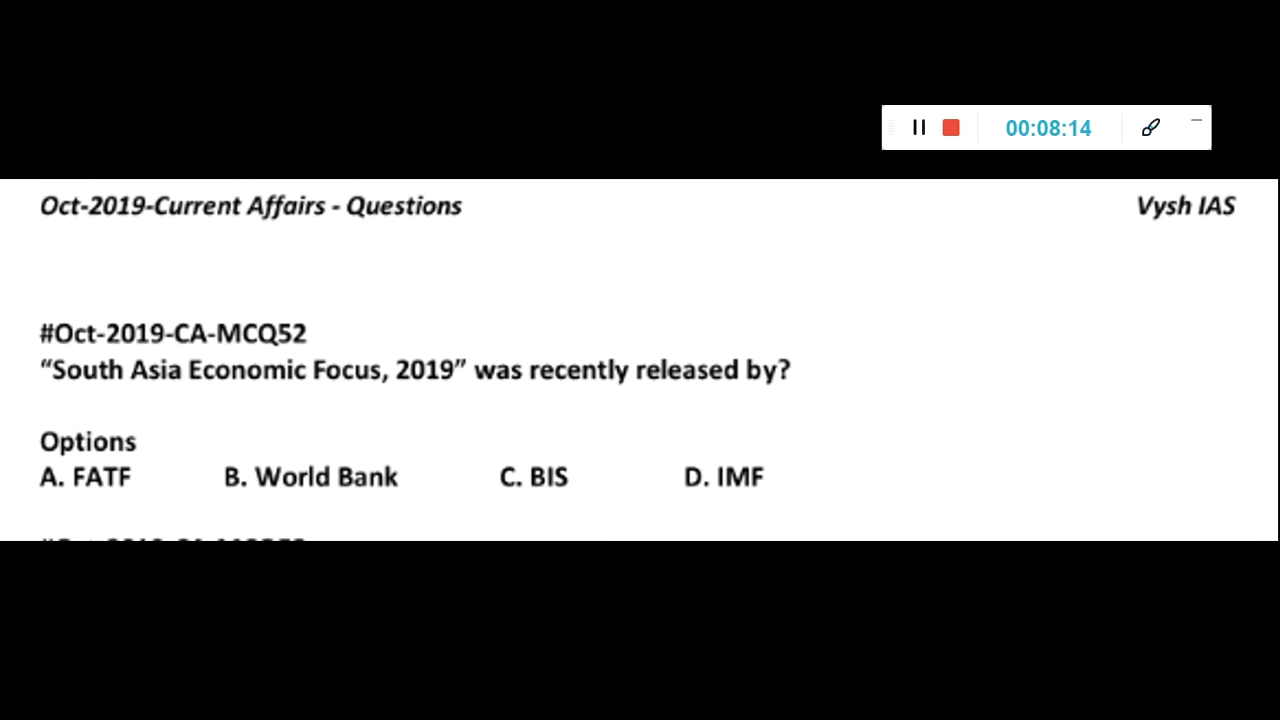 00:08:14
Oct-2019-Current Affairs - Questions Vysh IAS
#Oct-2019-CA-MCQ52
“South Asia Economic Focus, 2019” was recently released by?
Options
A. FATF B. World Bank C. BIS D. IMF